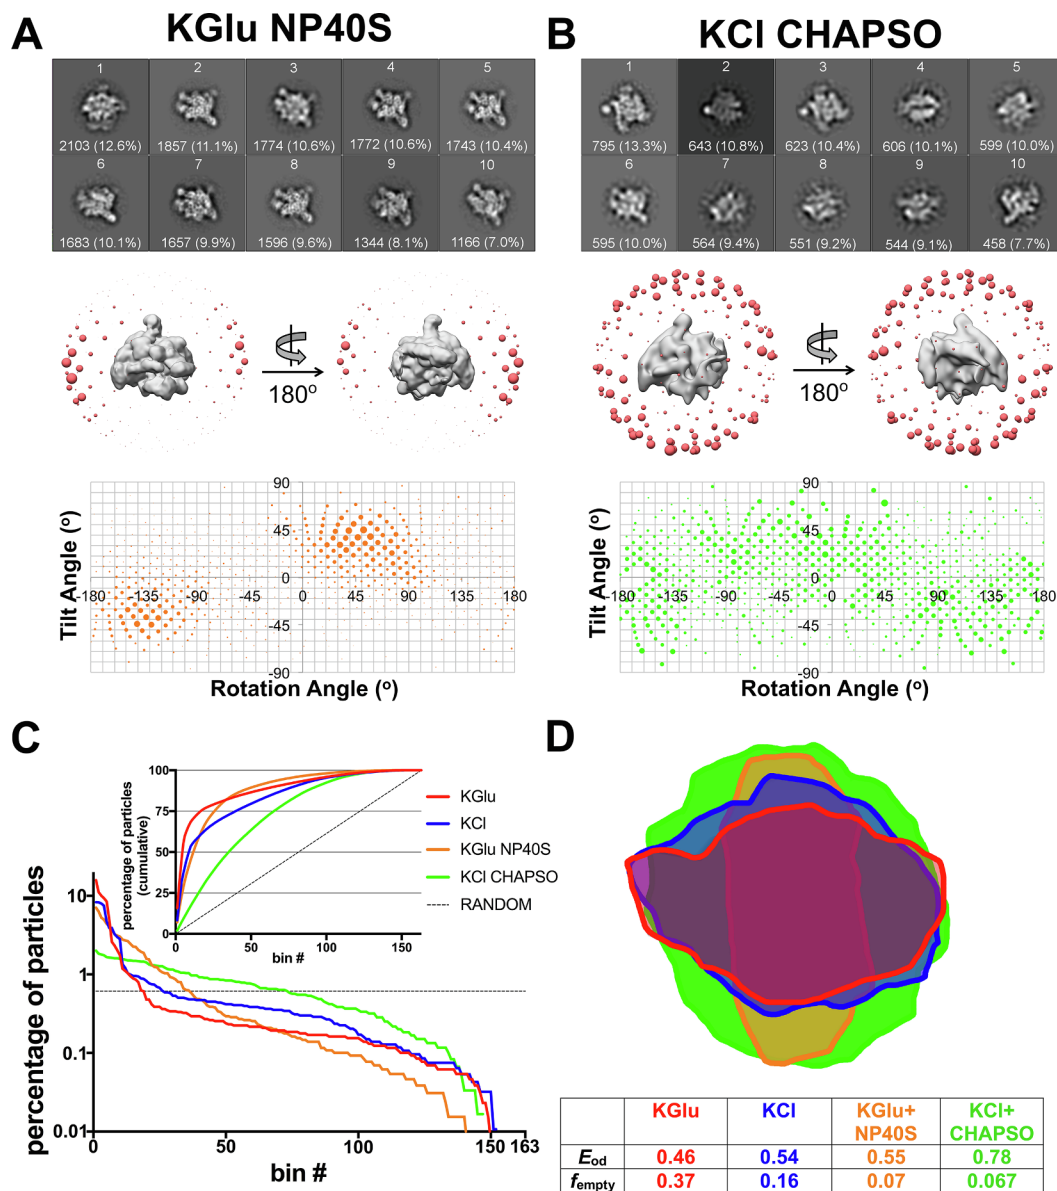 A
KGlu NP40S
1 2 3 4 5
2103 (12.6%) 1857 (11.1%) 1774 (10.6%) 1772 (10.6%) 1743 (10.4%)
6 7 8 9 10
1683 (10.1%) 1657 (9.9%) 1596 (9.6%) 1344 (8.1%) 1166 (7.0%)
180º
90
45
0
-180 -135 -90 -45 0 45 90 135 180
-45
-90
Tilt Angle (º)
Rotation Angle (º)
B
KCl CHAPSO
1 2 3 4 5
795 (13.3%) 643 (10.8%) 623 (10.4%) 606 (10.1%) 599 (10.0%)
6 7 8 9 10
595 (10.0%) 564 (9.4%) 551 (9.2%) 544 (9.1%) 458 (7.7%)
180º
90
45
0
-180 -135 -90 -45 0 45 90 135 180
-45
-90
Tilt Angle (º)
Rotation Angle (º)
C
percentage of particles
(cumulative)
100
75
50
25
0
0 50 100 150
bin #
KGlu
KCl
KGlu NP40S
KCl CHAPSO
RANDOM
percentage of particles
10
1
0.1
0.01
0 50 100 150 163
bin #
D
KGlu KCl KGlu+ KCl+
NP40S CHAPSO
Eod 0.46 0.54 0.55 0.78
fempty 0.37 0.16 0.07 0.067